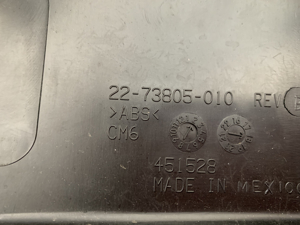 22-73805-010 REV
>ABS<
CM6
451528
MADE IN MEXICO